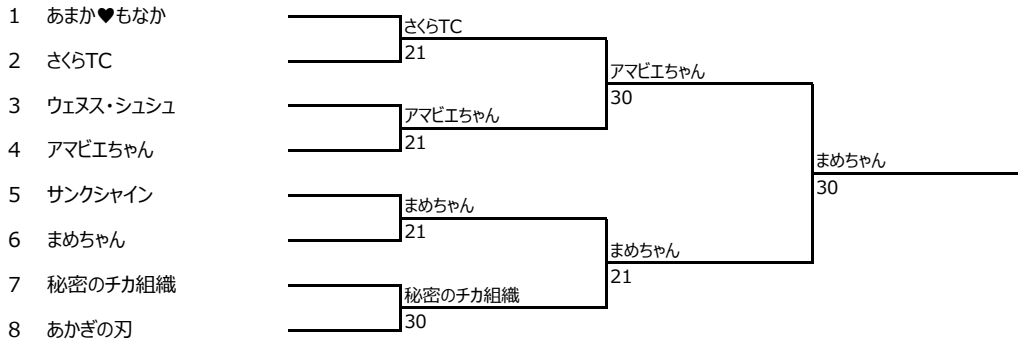 1 あまか♥もなか
さくらTC
21
2 さくらTC
アマビエちゃん
30
3 ウェヌス・シュシュ
アマビエちゃん
21
4 アマビエちゃん
まめちゃん
30
5 サンクシャイン
まめちゃん
21
6 まめちゃん
まめちゃん
21
7 秘密のチカ組織
秘密のチカ組織
30
8 あかぎの刃